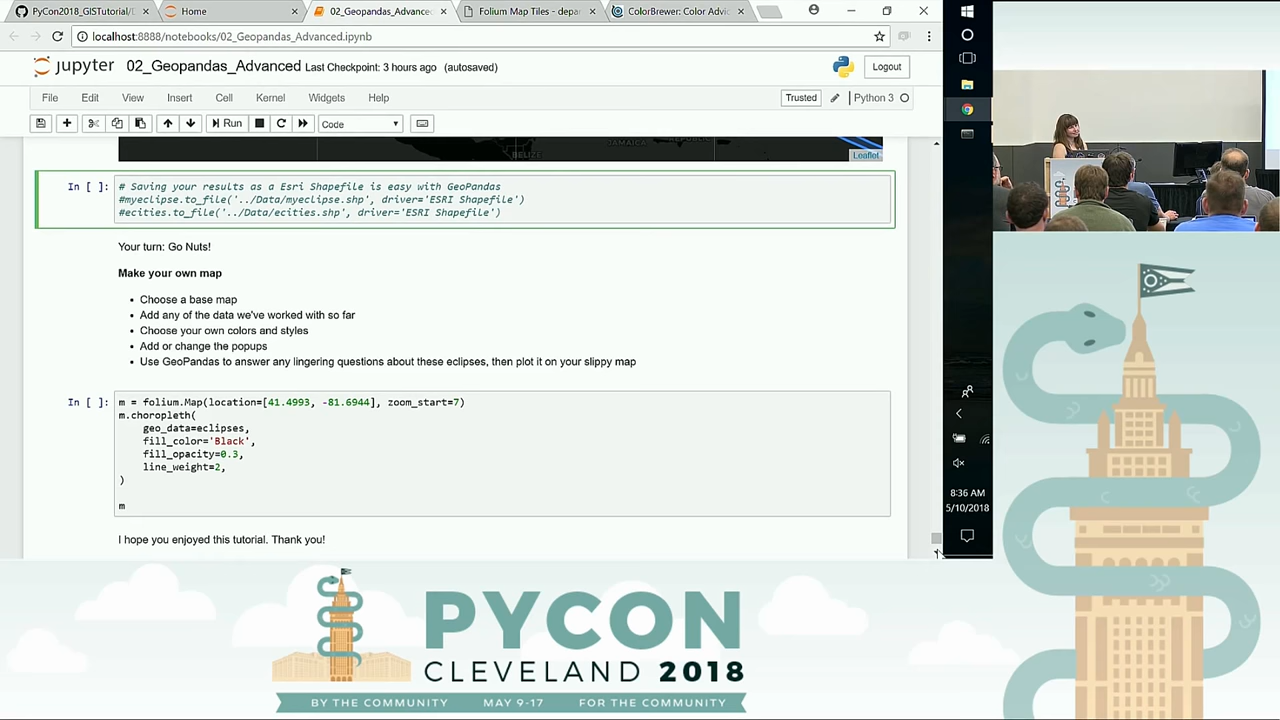 PyCon2018_GISTutorial/D
Home
02_Geopandas_Advanced
Folium Map Tiles - depa
ColorBrewer: Color Advic
localhost:8888/notebooks/02_Geopandas_Advanced.ipynb
jupyter 02_Geopandas_Advanced Last Checkpoint: 3 hours ago (autosaved)
Logout
File Edit View Insert Cell Kernel Widgets Help
Trusted
Python 3
Run
Code
BELIZE
JAMAICA
Leaflet
In [ ]:
# Saving your results as a Esri Shapefile is easy with GeoPandas
#myeclipse.to_file('../Data/myeclipse.shp', driver='ESRI Shapefile')
#ecities.to_file('../Data/ecities.shp', driver='ESRI Shapefile')
Your turn: Go Nuts!
Make your own map
• Choose a base map
• Add any of the data we've worked with so far
• Choose your own colors and styles
• Add or change the popups
• Use GeoPandas to answer any lingering questions about these eclipses, then plot it on your slippy map
In [ ]:
m = folium.Map(location=[41.4993, -81.6944], zoom_start=7)
m.choropleth(
geo_data=eclipses,
fill_color='Black',
fill_opacity=0.3,
line_weight=2,
)
m
I hope you enjoyed this tutorial. Thank you!
8:36 AM
5/10/2018
PYCON
CLEVELAND 2018
BY THE COMMUNITY MAY 9-17 FOR THE COMMUNITY